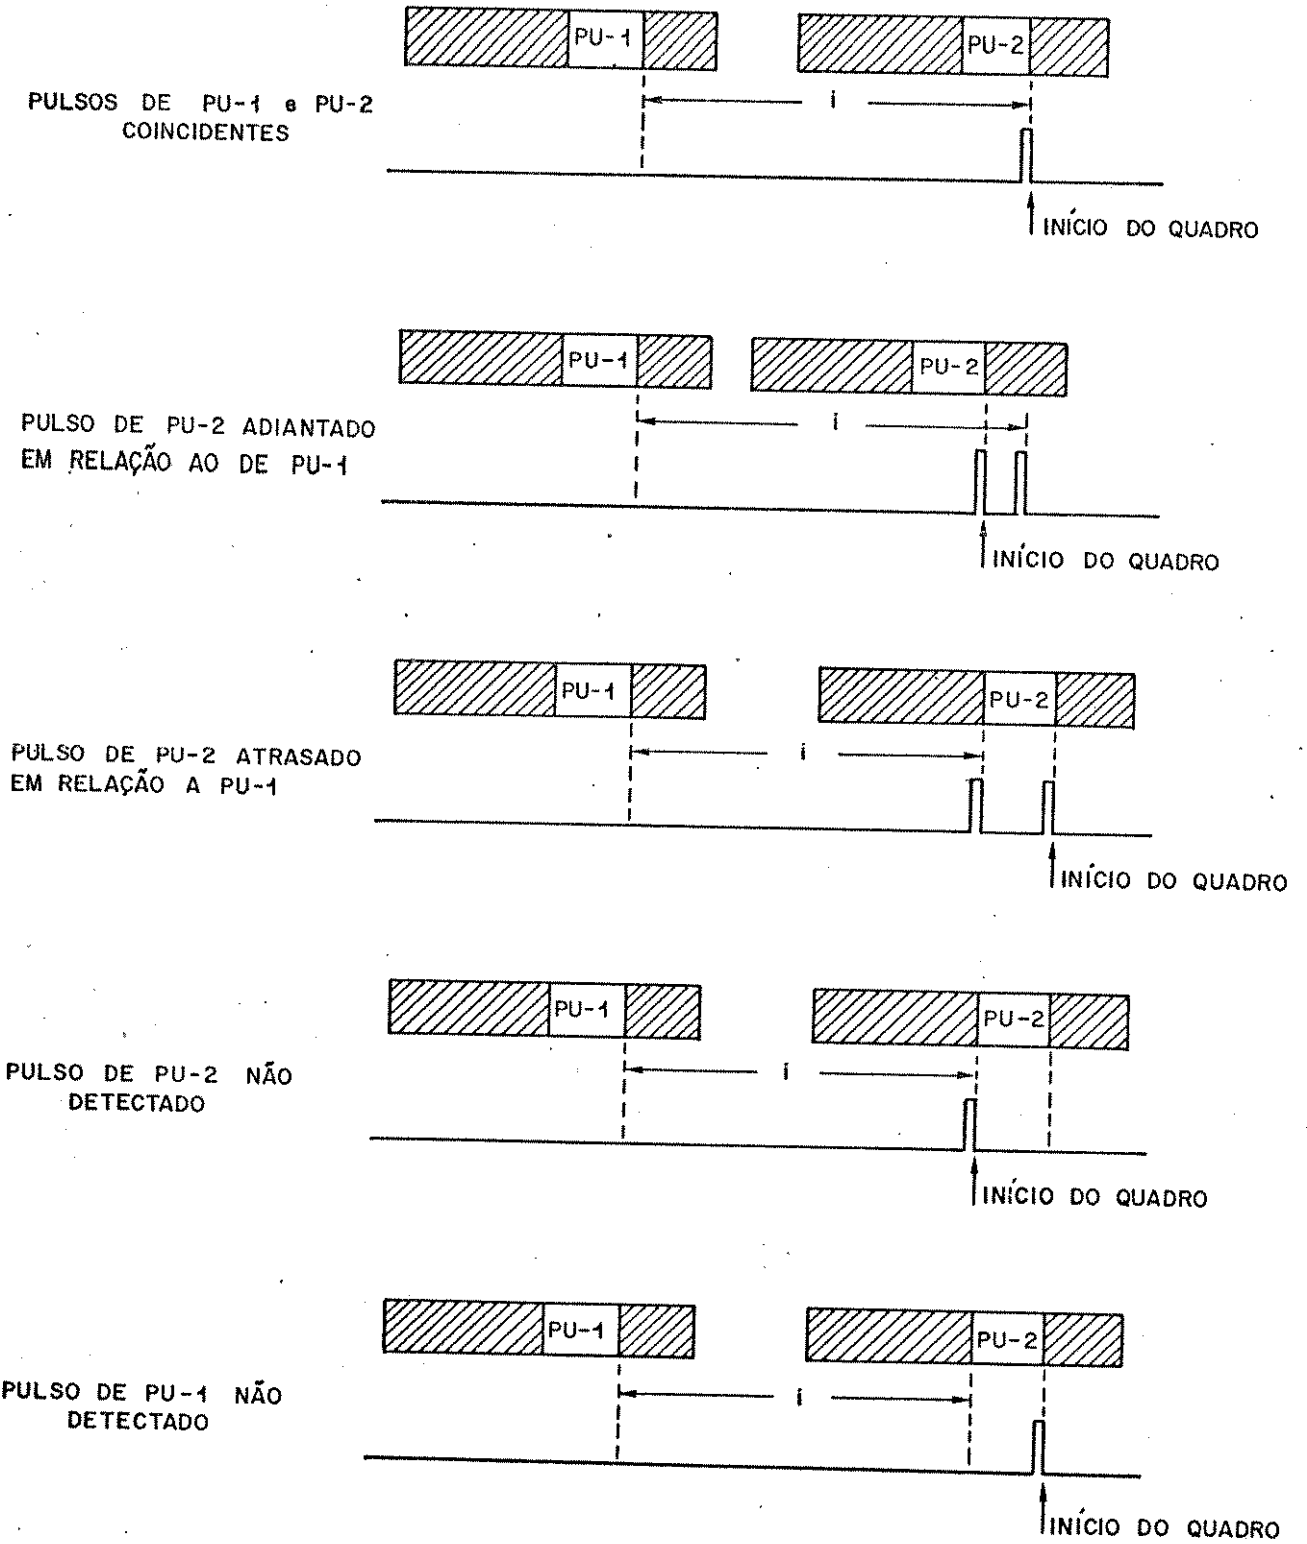 PU-1
PU-2
PULSOS DE PU-1 e PU-2
COINCIDENTES
i
INÍCIO DO QUADRO
PU-1
PU-2
PULSO DE PU-2 ADIANTADO
EM RELAÇÃO AO DE PU-1
i
INÍCIO DO QUADRO
PU-1
PU-2
PULSO DE PU-2 ATRASADO
EM RELAÇÃO A PU-1
i
INÍCIO DO QUADRO
PU-1
PU-2
PULSO DE PU-2 NÃO
DETECTADO
i
INÍCIO DO QUADRO
PU-1
PU-2
PULSO DE PU-1 NÃO
DETECTADO
i
INÍCIO DO QUADRO